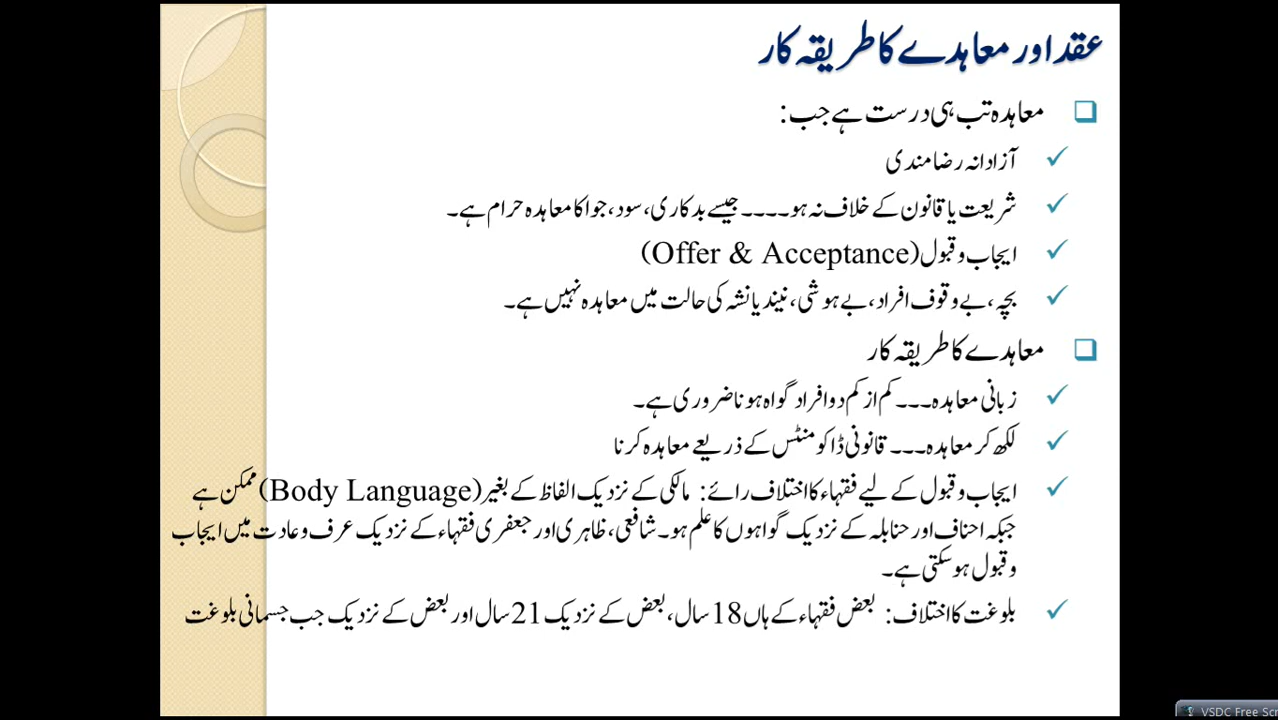 عقد اور معاہدے کا طریقہ کار
معاہدہ تب ہی درست ہے جب:
آزادانہ رضامندی
شریعت یا قانون کے خلاف نہ ہو۔۔۔۔ جیسے بدکاری، سود، جوا کا معاہدہ حرام ہے۔
ایجاب و قبول (Offer & Acceptance)
بچہ، بے وقوف افراد، بے ہوشی، نیند یا نشہ کی حالت میں معاہدہ نہیں ہے۔
معاہدے کا طریقہ کار
زبانی معاہدہ۔۔۔ کم از کم دو افراد گواہ ہونا ضروری ہے۔
لکھ کر معاہدہ۔۔۔ قانونی ڈاکومنٹس کے ذریعے معاہدہ کرنا
ایجاب و قبول کے لیے فقہاء کا اختلاف رائے: مالکی کے نزدیک الفاظ کے بغیر (Body Language) ممکن ہے
جبکہ احناف اور حنابلہ کے نزدیک گواہوں کا علم ہو۔ شافعی، ظاہری اور جعفری فقہاء کے نزدیک عرف و عادت میں ایجاب
و قبول ہو سکتی ہے۔
بلوغت کا اختلاف: بعض فقہاء کے ہاں 18 سال، بعض کے نزدیک 21 سال اور بعض کے نزدیک جب جسمانی بلوغت
VSDC Free Scr